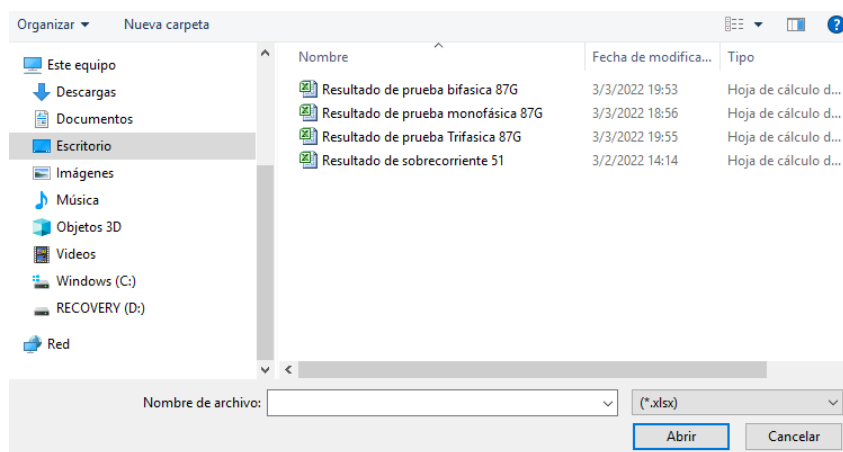 Organizar Nueva carpeta ?
Este equipo
Descargas
Documentos
Escritorio
Imágenes
Música
Objetos 3D
Videos
Windows (C:)
RECOVERY (D:)
Red
Nombre Fecha de modifica... Tipo
Resultado de prueba bifasica 87G 3/3/2022 19:53 Hoja de cálculo d...
Resultado de prueba monofásica 87G 3/3/2022 18:56 Hoja de cálculo d...
Resultado de prueba Trifasica 87G 3/3/2022 19:55 Hoja de cálculo d...
Resultado de sobrecorriente 51 3/2/2022 14:14 Hoja de cálculo d...
Nombre de archivo: (*.xlsx)
Abrir Cancelar